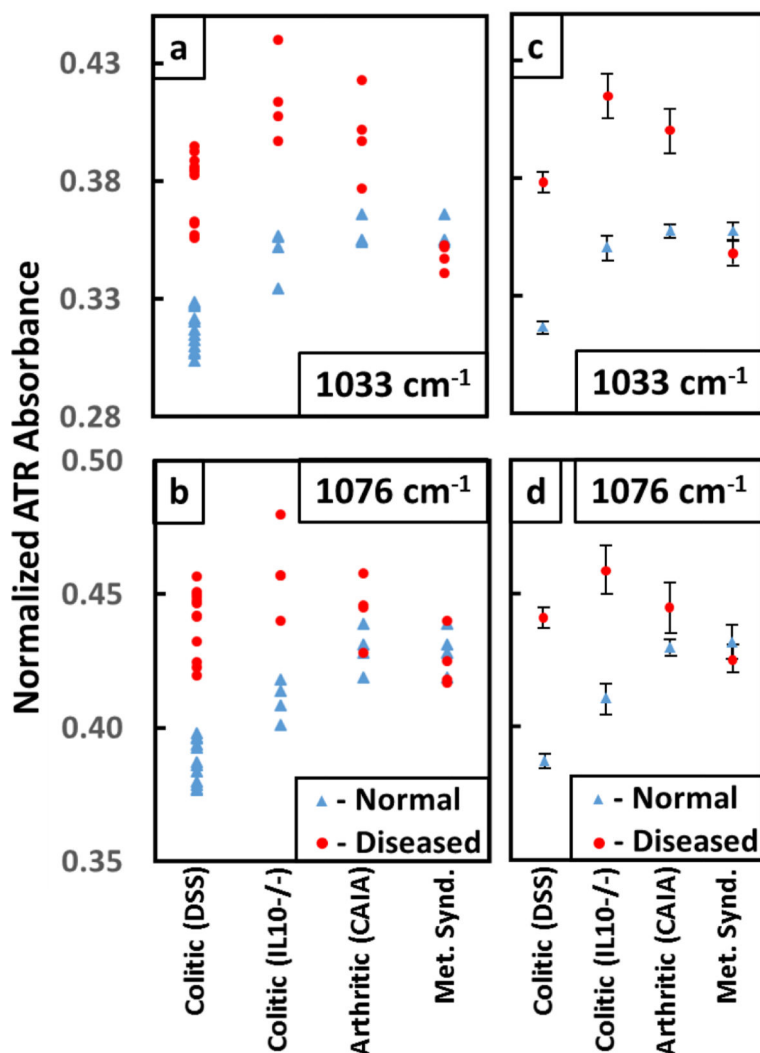 Normalized ATR Absorbance
a
0.43
0.38
0.33
0.28
1033 cm-1
c
1033 cm-1
b
1076 cm-1
0.50
0.45
0.40
0.35
▲ - Normal
● - Diseased
d
1076 cm-1
▲ - Normal
● - Diseased
Colitic (DSS)
Colitic (IL10-/-)
Arthritic (CAIA)
Met. Synd.
Colitic (DSS)
Colitic (IL10-/-)
Arthritic (CAIA)
Met. Synd.